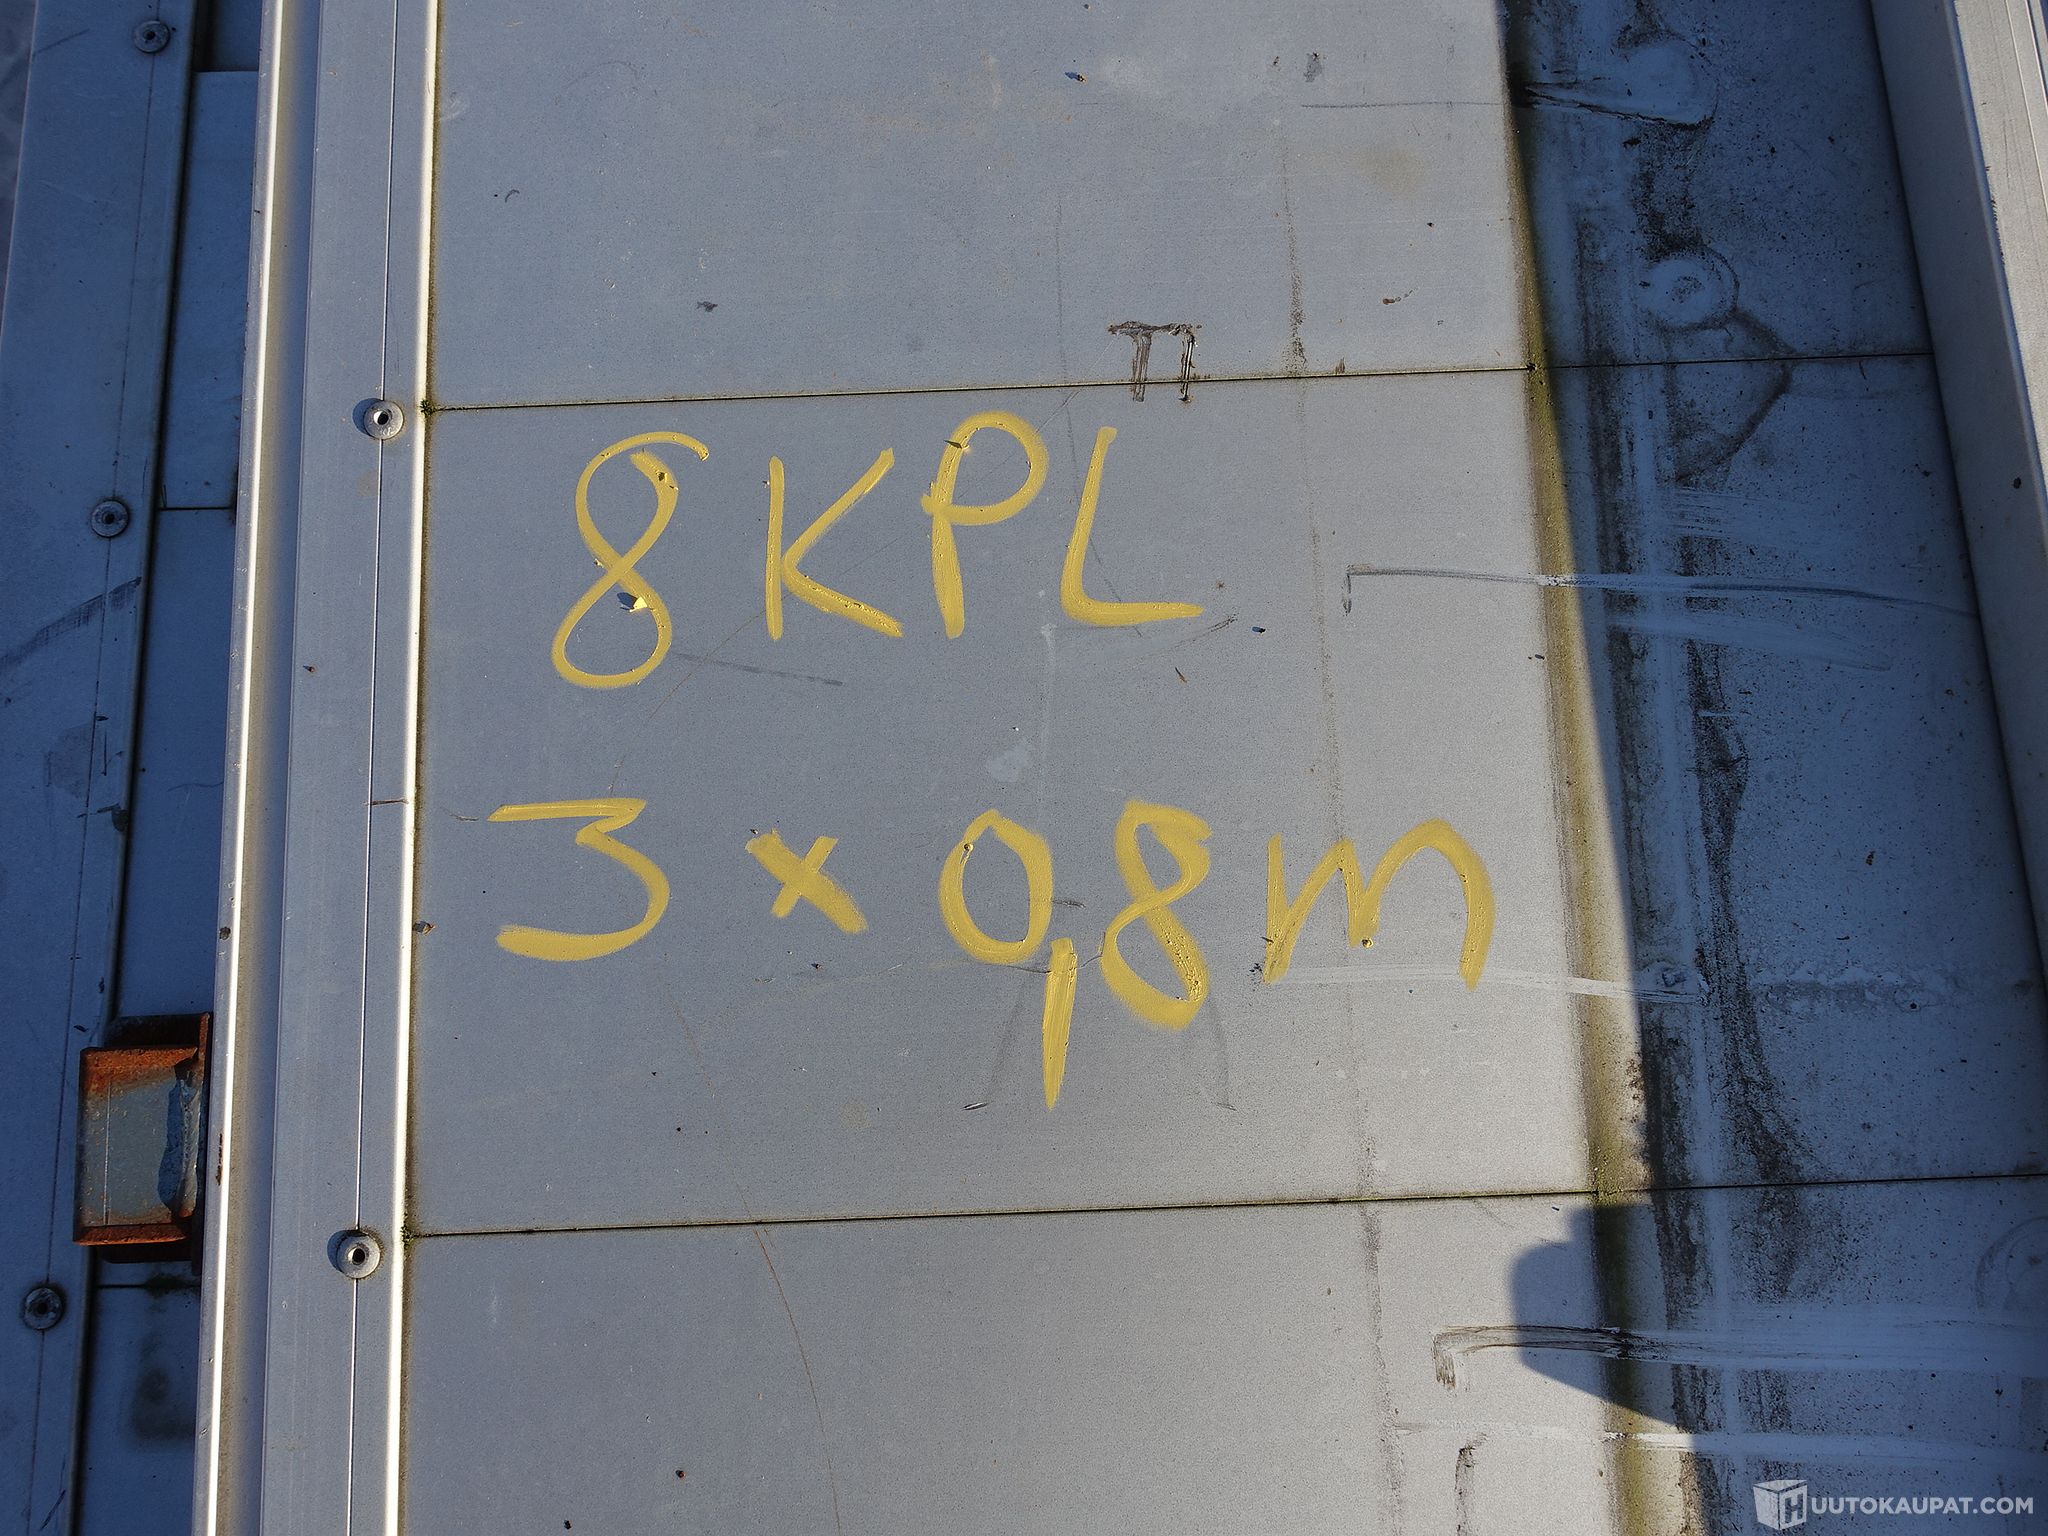 8 KPL
3 x 0,8 m
HUUTOKAUPAT.COM